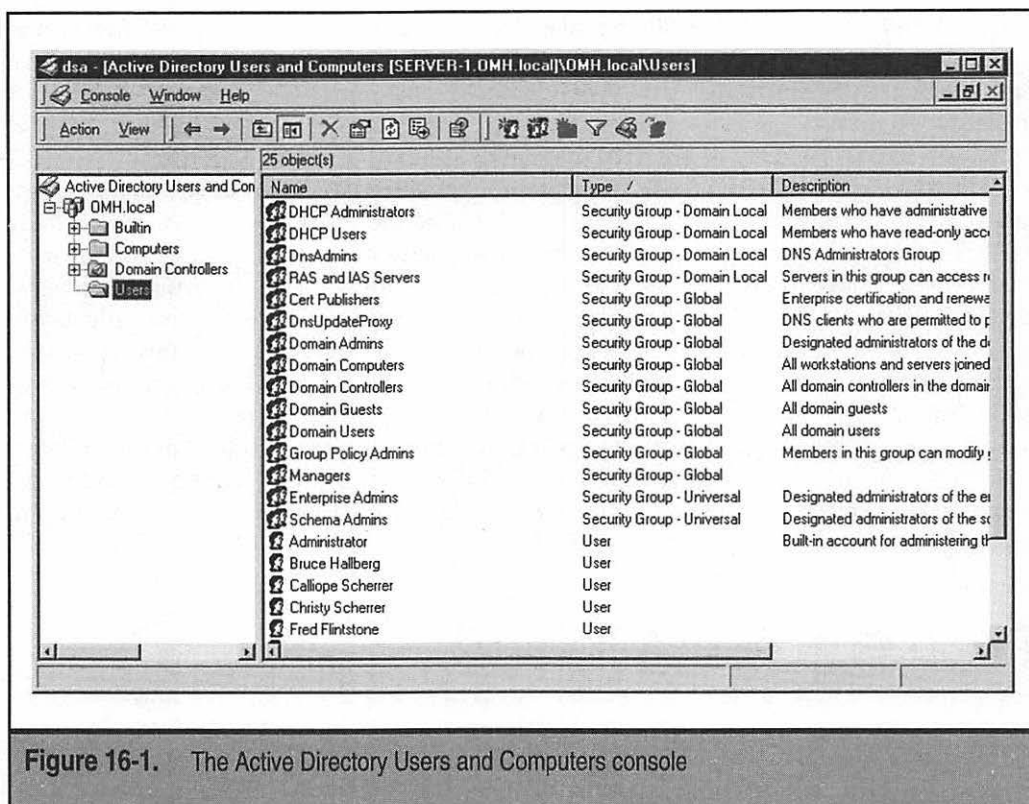 dsa - [Active Directory Users and Computers [SERVER-1.OMH.local]\OMH.local\Users]
Console Window Help
Action View
25 object(s)
Active Directory Users and Con
OMH.local
Builtin
Computers
Domain Controllers
Users
Name Type / Description
DHCP Administrators Security Group - Domain Local Members who have administrative
DHCP Users Security Group - Domain Local Members who have read-only acc
DnsAdmins Security Group - Domain Local DNS Administrators Group
RAS and IAS Servers Security Group - Domain Local Servers in this group can access
Cert Publishers Security Group - Global Enterprise certification and renewa
DnsUpdateProxy Security Group - Global DNS clients who are permitted to p
Domain Admins Security Group - Global Designated administrators of the d
Domain Computers Security Group - Global All workstations and servers joined
Domain Controllers Security Group - Global All domain controllers in the domain
Domain Guests Security Group - Global All domain guests
Domain Users Security Group - Global All domain users
Group Policy Admins Security Group - Global Members in this group can modify
Managers Security Group - Global
Enterprise Admins Security Group - Universal Designated administrators of the e
Schema Admins Security Group - Universal Designated administrators of the sc
Administrator User Built-in account for administering th
Bruce Hallberg User
Calliope Scherrer User
Christy Scherrer User
Fred Flintstone User
Figure 16-1. The Active Directory Users and Computers console